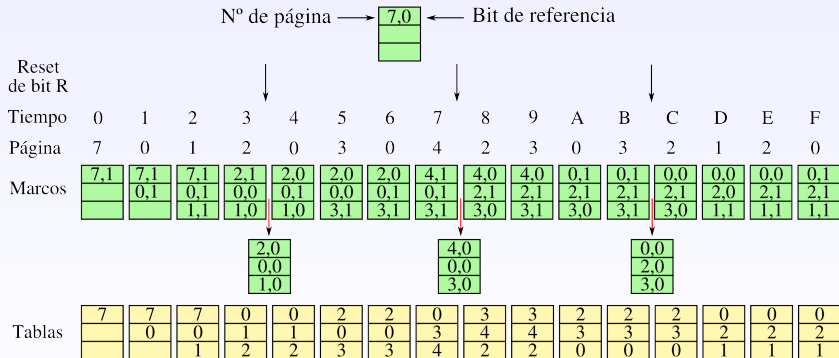 Nº de página 7,0 Bit de referencia
Reset
de bit R
Tiempo 0 1 2 3 4 5 6 7 8 9 A B C D E F
Página 7 0 1 2 0 3 0 4 2 3 0 3 2 1 2 0
7,1 7,1 7,1 2,1 2,0 2,0 2,0 4,1 4,0 4,0 0,1 0,1 0,0 0,0 0,0 0,1
Marcos 0,1 0,1 0,0 0,1 0,0 0,1 0,1 2,1 2,1 2,1 2,1 2,1 2,0 2,1 2,1
1,1 1,0 1,0 3,1 3,1 3,1 3,0 3,1 3,0 3,1 3,0 1,1 1,1 1,1
2,0 4,0 0,0
0,0 0,0 2,0
1,0 3,0 3,0
7 7 7 0 0 2 2 0 3 3 2 2 2 0 0 0
Tablas 0 0 1 1 0 0 3 4 4 3 3 3 2 2 2
1 2 2 3 3 4 2 2 0 0 0 1 1 1